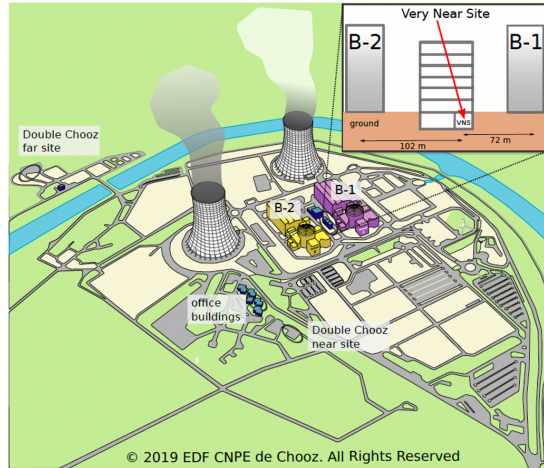 Very Near Site
B-2
B-1
VNS
ground
102 m
72 m
Double Chooz
far site
B-1
B-2
office
buildings
Double Chooz
near site
© 2019 EDF CNPE de Chooz. All Rights Reserved